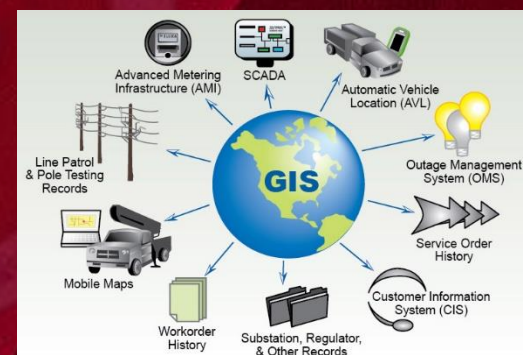 Advanced Metering
Infrastructure (AMI)
SCADA
Automatic Vehicle
Location (AVL)
Line Patrol
& Pole Testing
Records
GIS
Outage Management
System (OMS)
Mobile Maps
Service Order
History
Workorder
History
Substation, Regulator,
& Other Records
Customer Information
System (CIS)